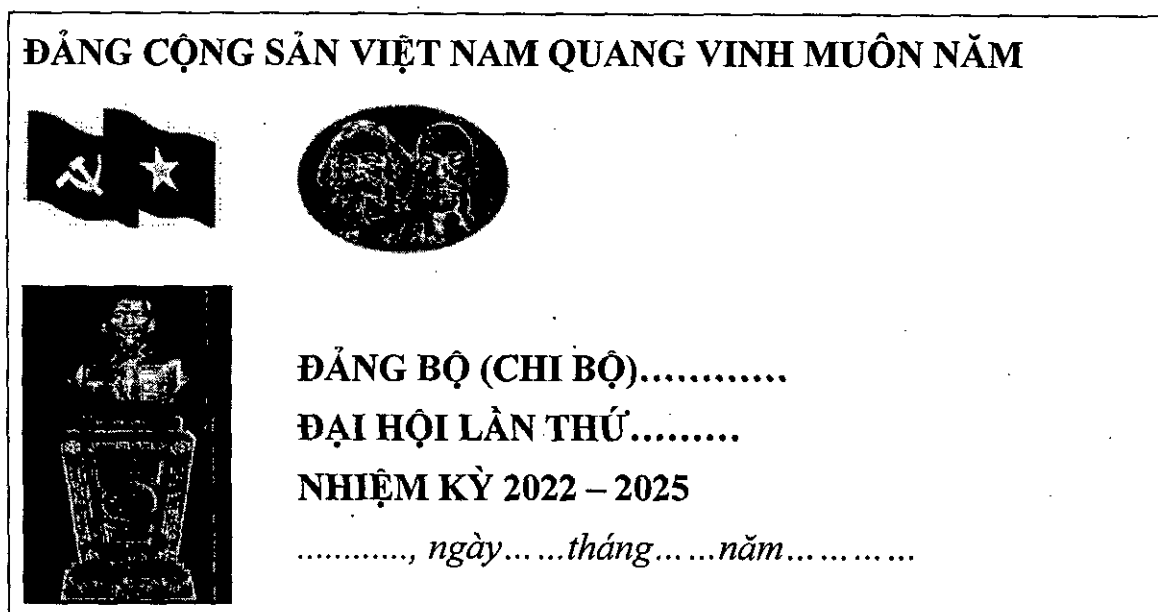 ĐẢNG CỘNG SẢN VIỆT NAM QUANG VINH MUÔN NĂM
ĐẢNG BỘ (CHI BỘ)............
ĐẠI HỘI LẦN THỨ.........
NHIỆM KỲ 2022 – 2025
............, ngày......tháng......năm............